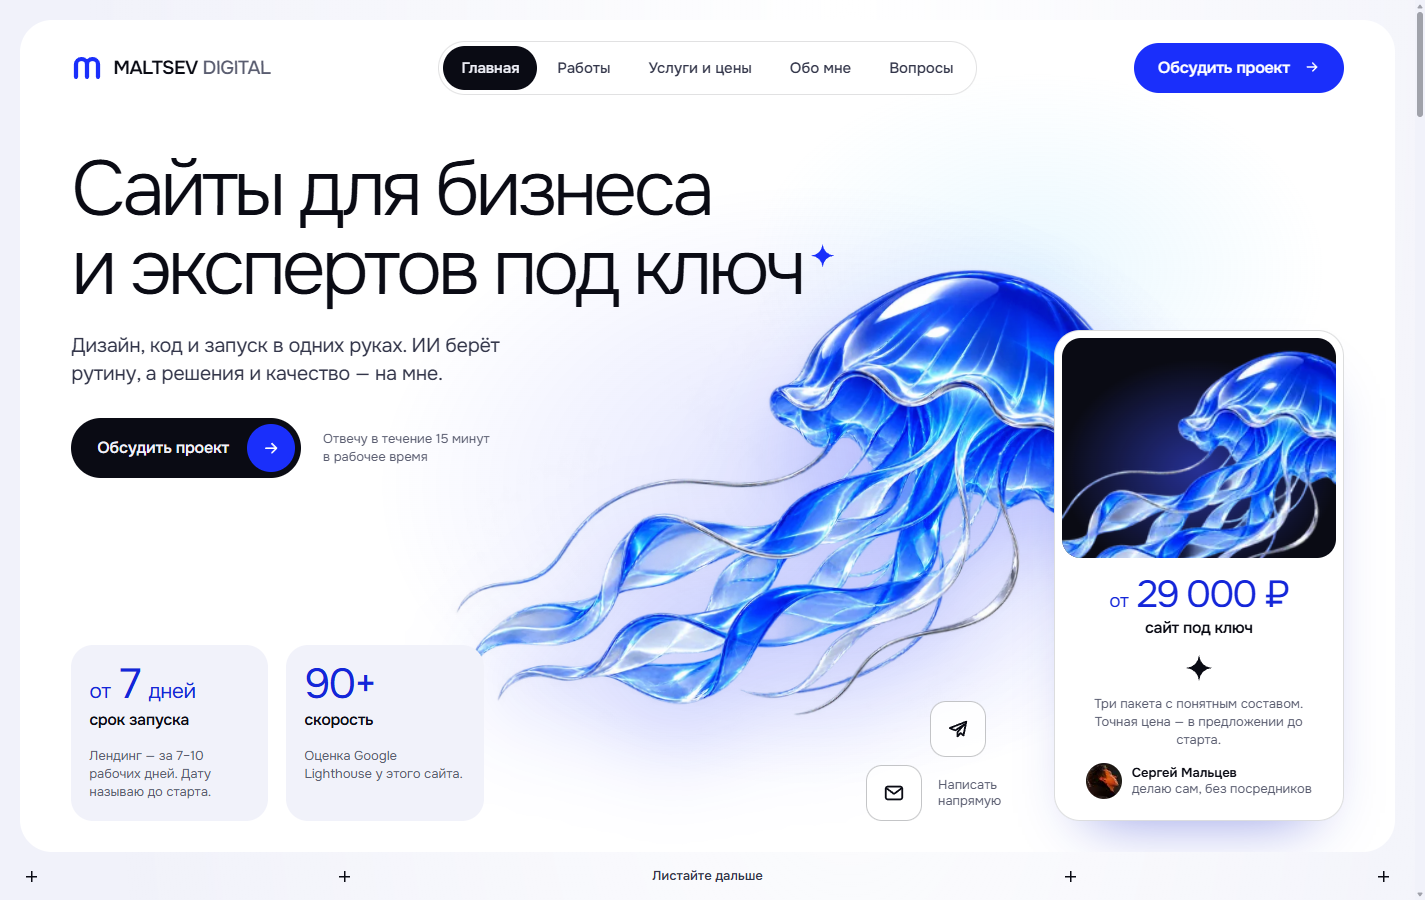 MALTSEV DIGITAL
Главная
Работы
Услуги и цены
Обо мне
Вопросы
Обсудить проект
Сайты для бизнеса
и экспертов под ключ
Дизайн, код и запуск в одних руках. ИИ берёт
рутину, а решения и качество — на мне.
Обсудить проект
Отвечу в течение 15 минут
в рабочее время
от 7 дней
срок запуска
Лендинг — за 7–10
рабочих дней. Дату
называю до старта.
90+
скорость
Оценка Google
Lighthouse у этого сайта.
Написать
напрямую
от 29 000 ₽
сайт под ключ
Три пакета с понятным составом.
Точная цена — в предложении до
старта.
Сергей Мальцев
делаю сам, без посредников
Листайте дальше